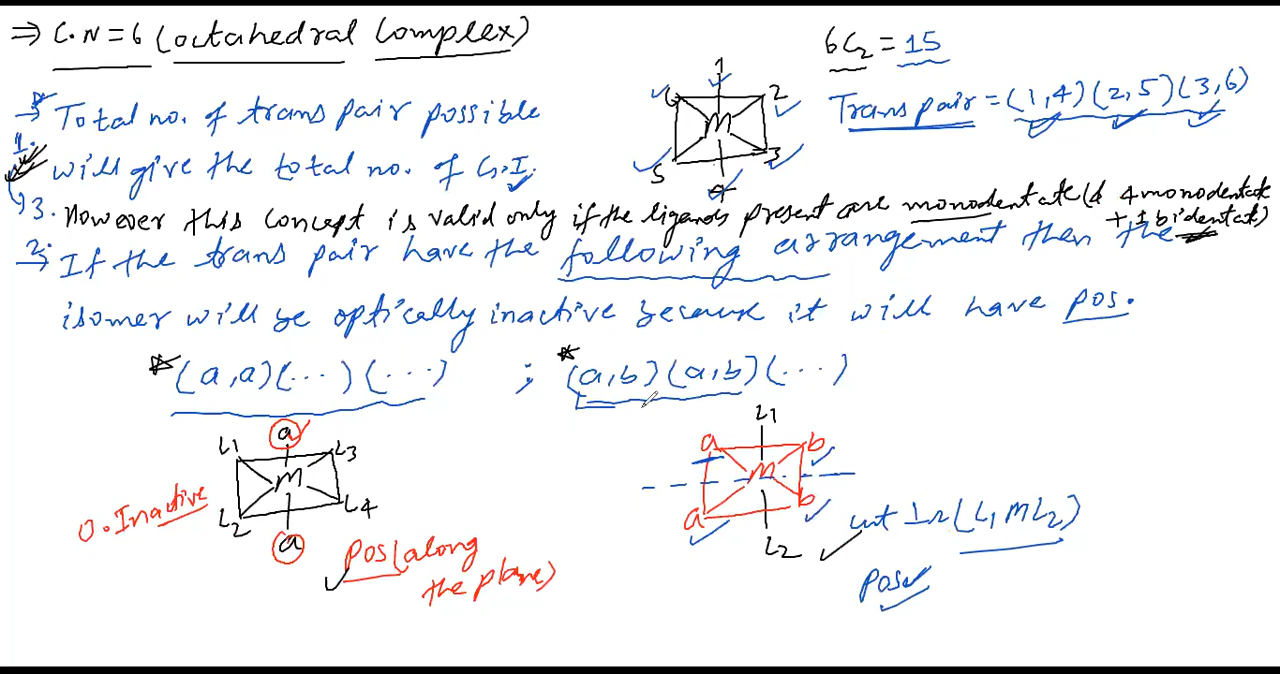 ⇒ C.N = 6 (octahedral Complex)
6C₂ = 15
Trans pair = (1,4)(2,5)(3,6)
1
6 2
M
5 3
4
→ Total no. of trans pair possible
1. will give the total no. of G.I.
3. However this concept is valid only if the ligands present are monodentate (& 4 monodentate
+ 1 bidentate)
2. → If the trans pair have the following arrangement then the
isomer will be optically inactive because it will have pos.
(a,a)(...)(...) ; (a,b)(a,b)(...)
a
L1 L3
M
L2 L4
a
O. Inactive
Pos (along
the plane)
L1
a b
M
a b
L2
cut ⊥r (L1 M L2)
pos